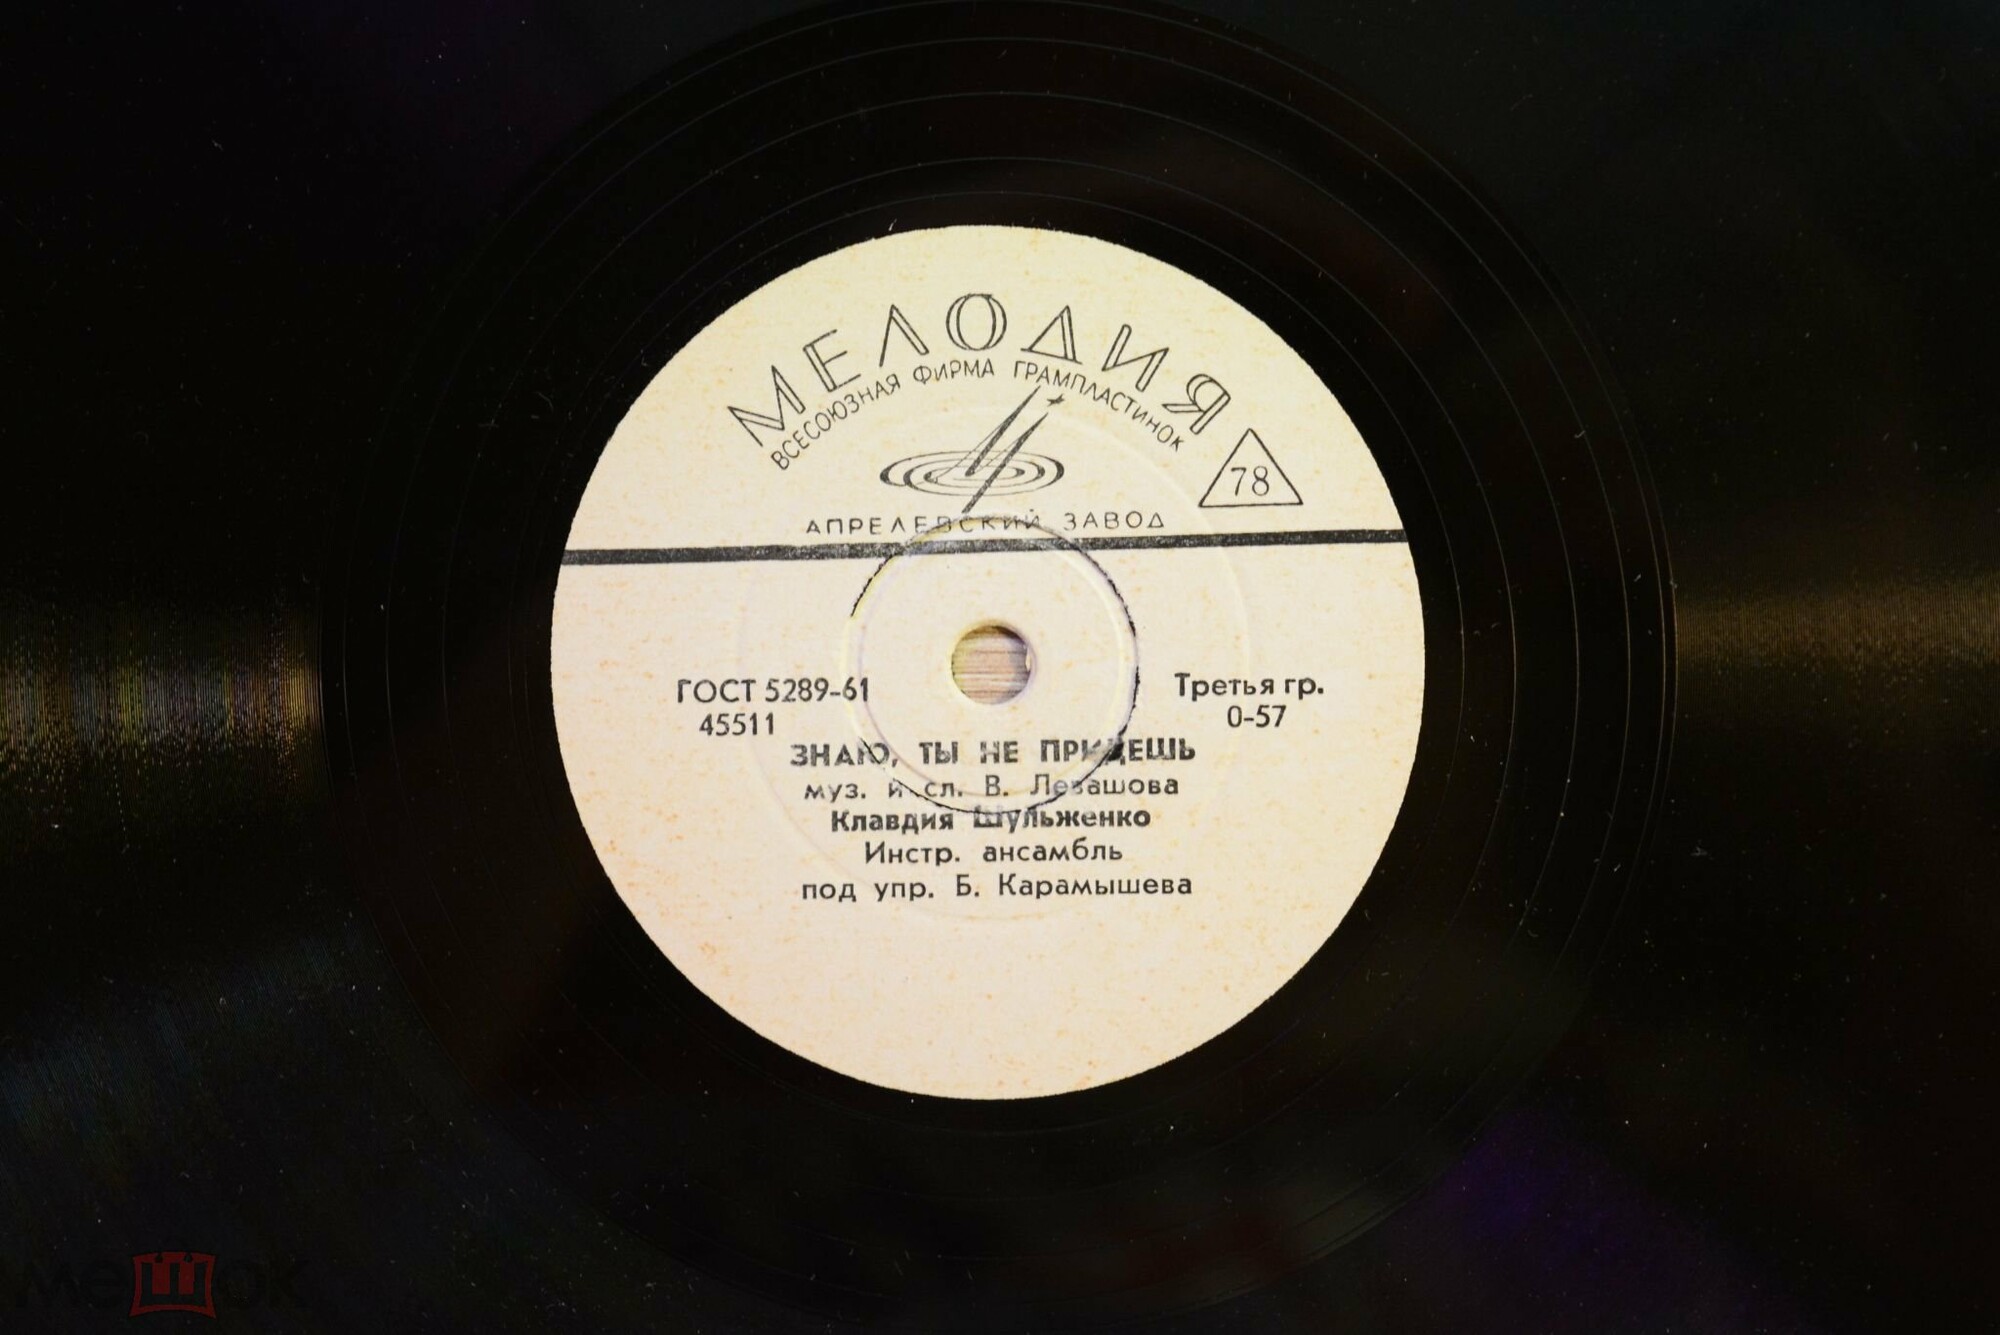 МЕЛОДИЯ
ВСЕСОЮЗНАЯ ФИРМА ГРАМПЛАСТИНОК
78
АПРЕЛЕВСКИЙ ЗАВОД
ГОСТ 5289-61
45511
Третья гр.
0-57
ЗНАЮ, ТЫ НЕ ПРИДЕШЬ
муз. и сл. В. Левашова
Клавдия Шульженко
Инстр. ансамбль
под упр. Б. Карамышева
мешок